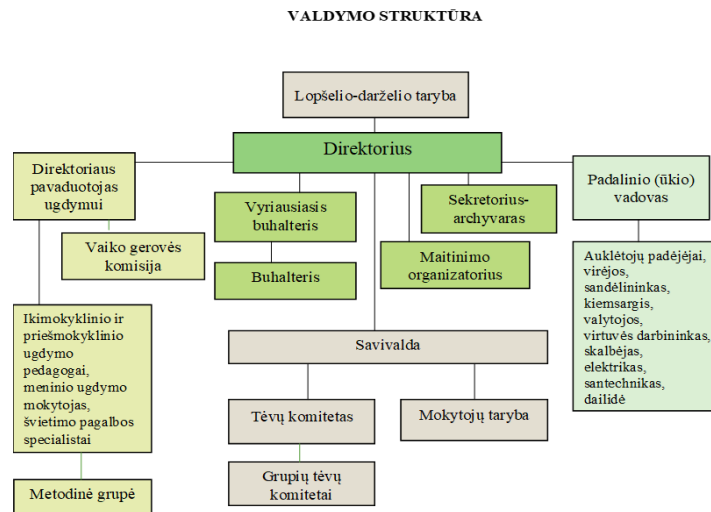 VALDYMO STRUKTŪRA
Lopšelio-darželio taryba
Direktorius
Direktoriaus
pavaduotojas
ugdymui
Vaiko gerovės
komisija
Ikimokyklinio ir
priešmokyklinio
ugdymo
pedagogai,
meninio ugdymo
mokytojas,
švietimo pagalbos
specialistai
Metodinė grupė
Vyriausiasis
buhalteris
Buhalteris
Sekretorius-
archyvaras
Maitinimo
organizatorius
Savivalda
Tėvų komitetas
Mokytojų taryba
Grupių tėvų
komitetai
Padalinio (ūkio)
vadovas
Auklėtojų padėjėjai,
virėjos,
sandėlininkas,
kiemsargis,
valytojos,
virtuvės darbininkas,
skalbėjas,
elektrikas,
santechnikas,
dailidė